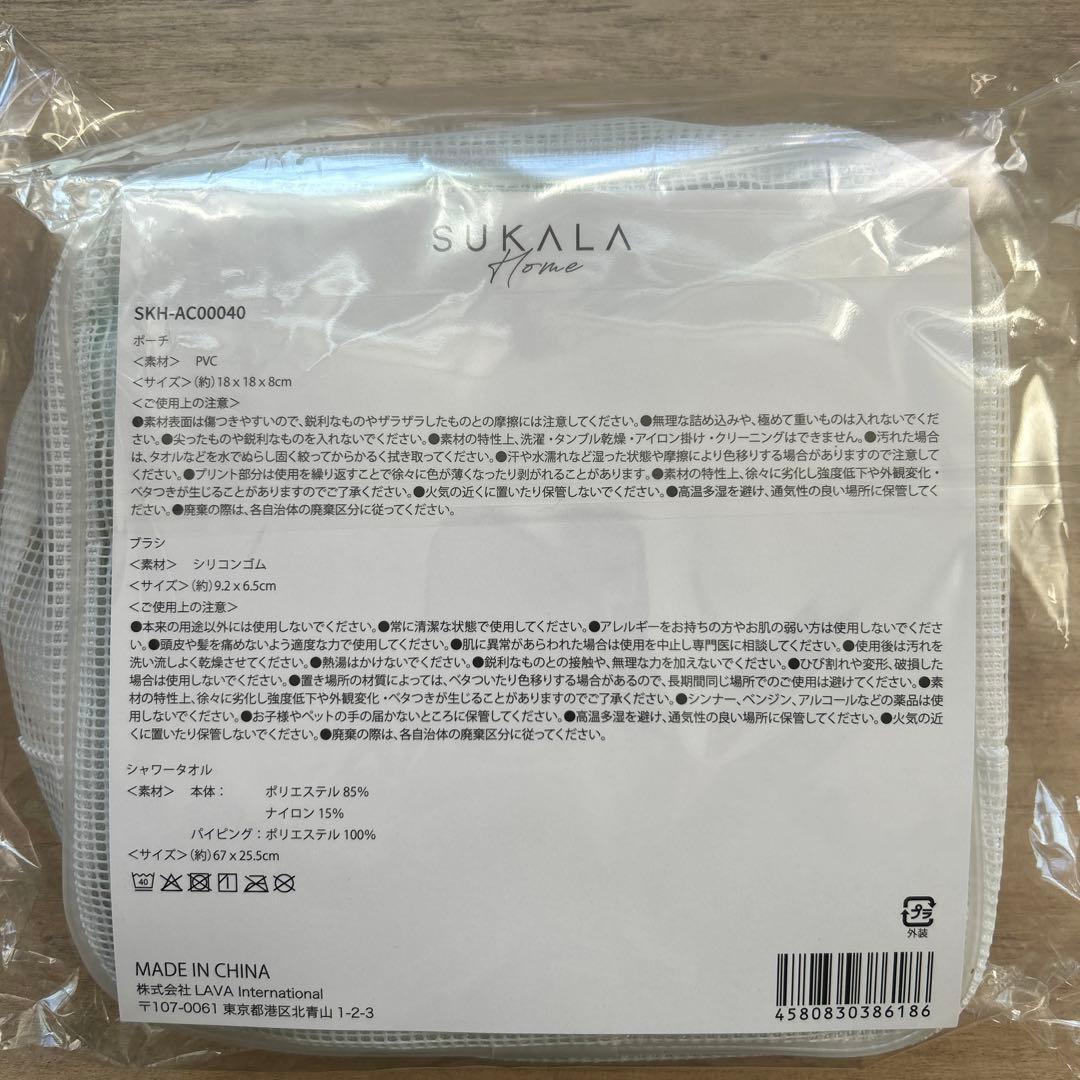 SUKALA
Home
SKH-AC00040
ポーチ
＜素材＞ PVC
＜サイズ＞(約)18 x 18 x 8cm
＜ご使用上の注意＞
●素材表面は傷つきやすいので、鋭利なものやザラザラしたものとの摩擦には注意してください。●無理な詰め込みや、極めて重いものは入れないでくだ
さい。●尖ったものや鋭利なものを入れないでください。●素材の特性上、洗濯・タンブル乾燥・アイロン掛け・クリーニングはできません。●汚れた場合
は、タオルなどを水でぬらし固く絞ってからかるく拭き取ってください。●汗や水濡れなど湿った状態や摩擦により色移りする場合がありますので注意して
ください。●プリント部分は使用を繰り返すことで徐々に色が薄くなったり剥がれることがあります。●素材の特性上、徐々に劣化し強度低下や外観変化・
ベタつきが生じることがありますのでご了承ください。●火気の近くに置いたり保管しないでください。●高温多湿を避け、通気性の良い場所に保管してく
ださい。●廃棄の際は、各自治体の廃棄区分に従ってください。
ブラシ
＜素材＞ シリコンゴム
＜サイズ＞(約)9.2 x 6.5cm
＜ご使用上の注意＞
●本来の用途以外には使用しないでください。●常に清潔な状態で使用してください。●アレルギーをお持ちの方やお肌の弱い方は使用しないでくださ
い。●頭皮や髪を痛めないよう適度な力で使用してください。●肌に異常があらわれた場合は使用を中止し専門医に相談してください。●使用後は汚れを
洗い流しよく乾燥させてください。●熱湯はかけないでください。●鋭利なものとの接触や、無理な力を加えないでください。●ひび割れや変形、破損した
場合は使用しないでください。●置き場所の材質によっては、ベタついたり色移りする場合があるので、長期間同じ場所でのご使用は避けてください。●素
材の特性上、徐々に劣化し強度低下や外観変化・ベタつきが生じることがありますのでご了承ください。●シンナー、ベンジン、アルコールなどの薬品は使
用しないでください。●お子様やペットの手の届かないところに保管してください。●高温多湿を避け、通気性の良い場所に保管してください。●火気の近
くに置いたり保管しないでください。●廃棄の際は、各自治体の廃棄区分に従ってください。
シャワータオル
＜素材＞ 本体： ポリエステル 85%
ナイロン 15%
パイピング：ポリエステル 100%
＜サイズ＞(約)67 x 25.5cm
40
プラ
外装
MADE IN CHINA
株式会社 LAVA International
〒107-0061 東京都港区北青山 1-2-3
4580830386186